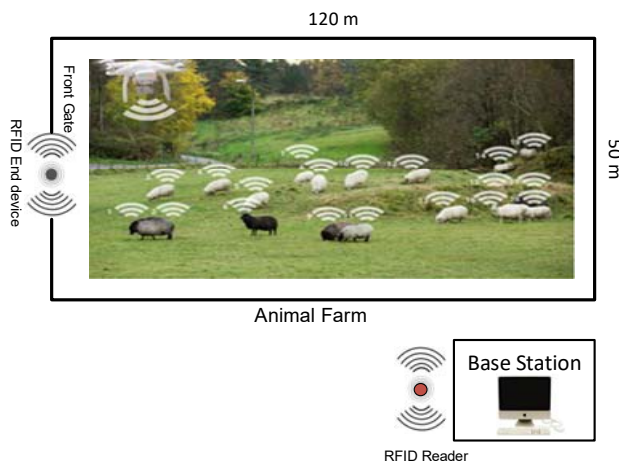 120 m
Front Gate
RFID End device
50 m
Animal Farm
Base Station
RFID Reader